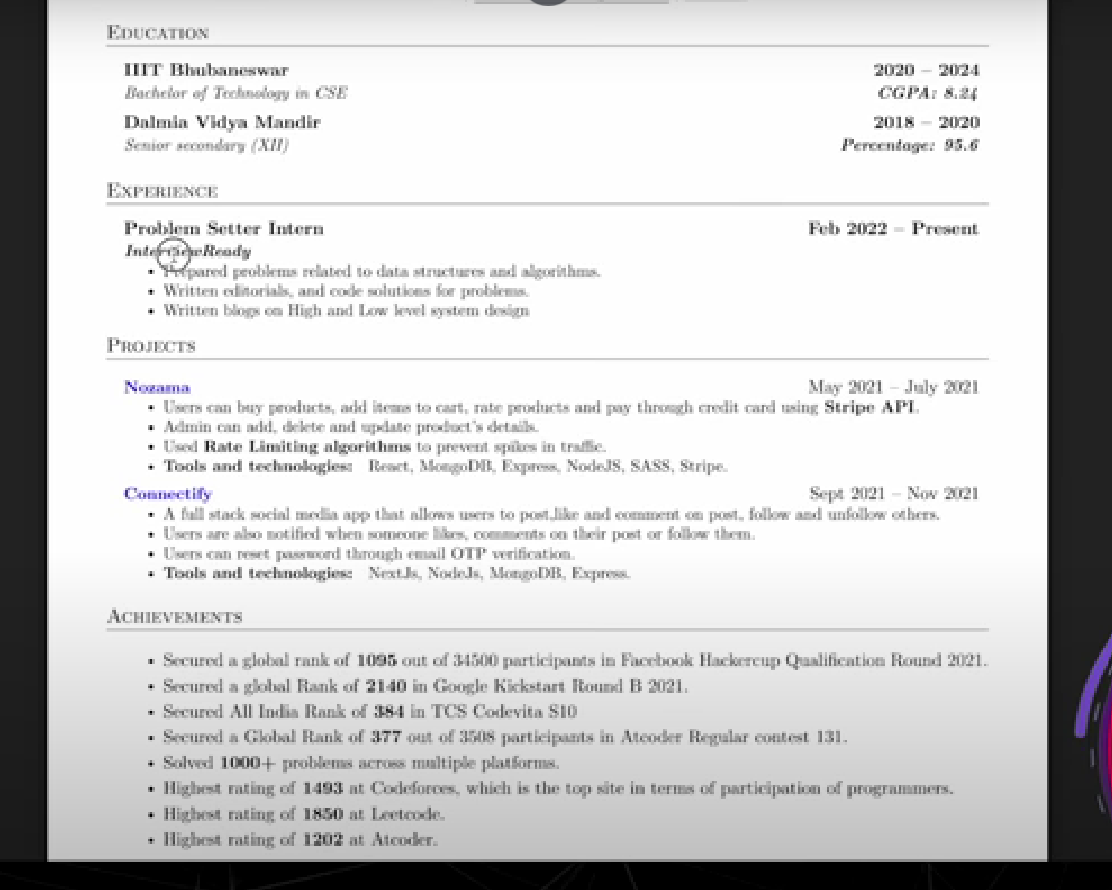 EDUCATION
IIIT Bhubaneswar 2020 – 2024
Bachelor of Technology in CSE CGPA: 8.24
Dalmia Vidya Mandir 2018 – 2020
Senior secondary (XII) Percentage: 95.6
EXPERIENCE
Problem Setter Intern Feb 2022 – Present
InterviewReady
• Prepared problems related to data structures and algorithms.
• Written editorials, and code solutions for problems.
• Written blogs on High and Low level system design
PROJECTS
Nozama May 2021 – July 2021
• Users can buy products, add items to cart, rate products and pay through credit card using Stripe API.
• Admin can add, delete and update product's details.
• Used Rate Limiting algorithms to prevent spikes in traffic.
• Tools and technologies: React, MongoDB, Express, NodeJS, SASS, Stripe.
Connectify Sept 2021 – Nov 2021
• A full stack social media app that allows users to post,like and comment on post, follow and unfollow others.
• Users are also notified when someone likes, comments on their post or follow them.
• Users can reset password through email OTP verification.
• Tools and technologies: NextJs, NodeJs, MongoDB, Express.
ACHIEVEMENTS
• Secured a global rank of 1095 out of 34500 participants in Facebook Hackercup Qualification Round 2021.
• Secured a global Rank of 2140 in Google Kickstart Round B 2021.
• Secured All India Rank of 384 in TCS Codevita S10
• Secured a Global Rank of 377 out of 3508 participants in Atcoder Regular contest 131.
• Solved 1000+ problems across multiple platforms.
• Highest rating of 1493 at Codeforces, which is the top site in terms of participation of programmers.
• Highest rating of 1850 at Leetcode.
• Highest rating of 1202 at Atcoder.